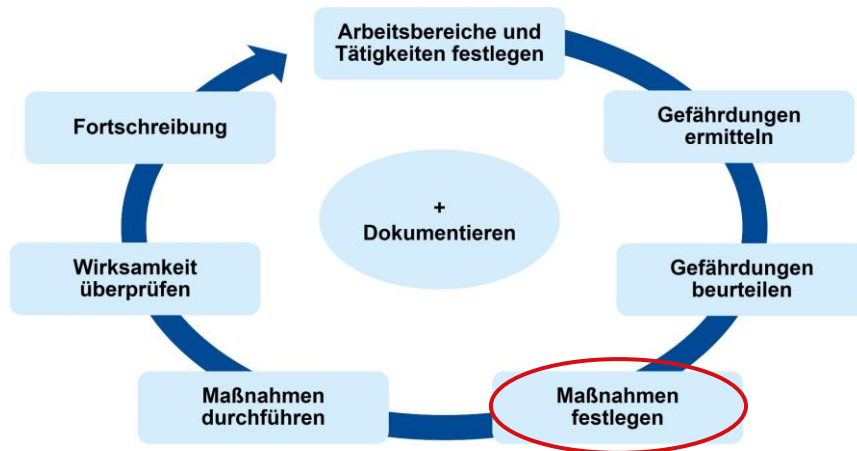 Arbeitsbereiche und
Tätigkeiten festlegen
Gefährdungen
ermitteln
Gefährdungen
beurteilen
Maßnahmen
festlegen
Maßnahmen
durchführen
Wirksamkeit
überprüfen
Fortschreibung
+
Dokumentieren